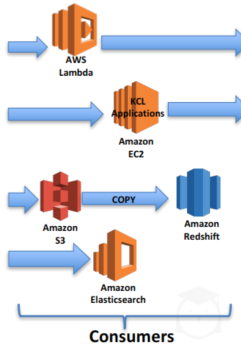 AWS
Lambda
KCL
Applications
Amazon
EC2
COPY
Amazon
S3
Amazon
Redshift
Amazon
Elasticsearch
Consumers